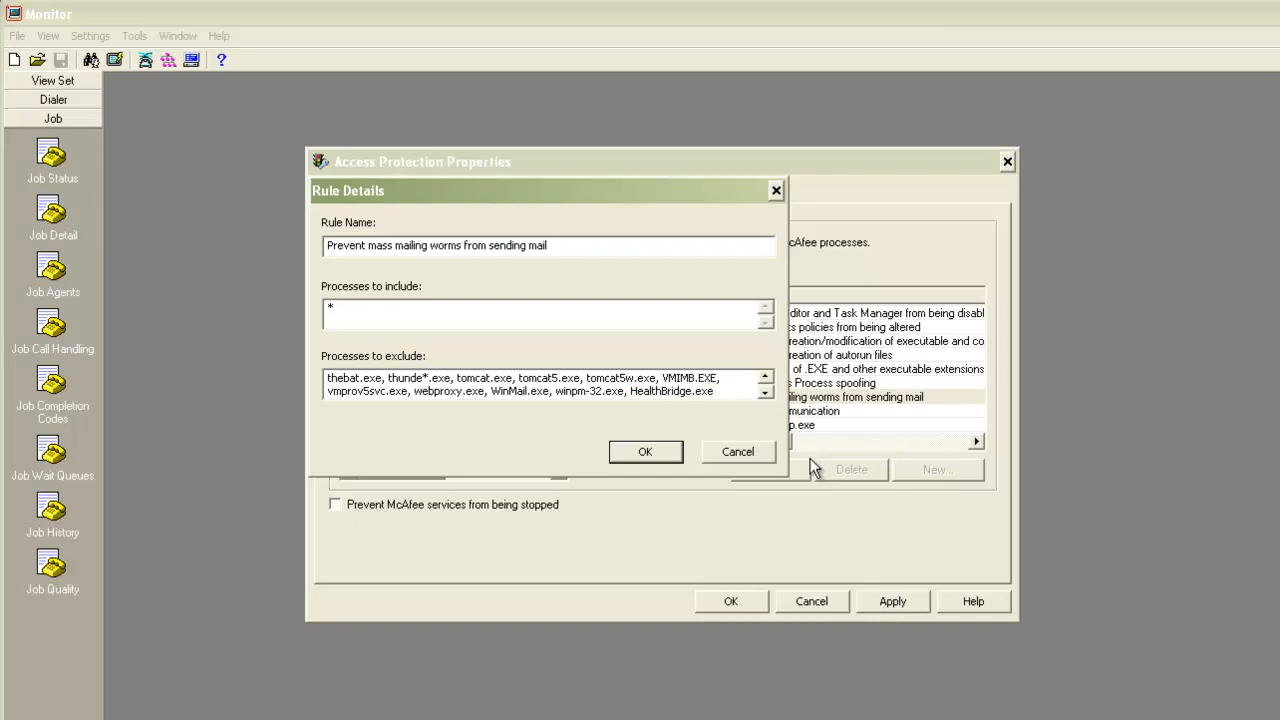 Monitor
File View Settings Tools Window Help
View Set
Dialer
Job
Job Status
Job Detail
Job Agents
Job Call Handling
Job Completion
Codes
Job Wait Queues
Job History
Job Quality
Access Protection Properties
Rule Details
Rule Name:
Prevent mass mailing worms from sending mail
Processes to include:
*
Processes to exclude:
thebat.exe, thunde*.exe, tomcat.exe, tomcat5.exe, tomcat5w.exe, VMIMB.EXE,
vmprov5svc.exe, webproxy.exe, WinMail.exe, winpm-32.exe, HealthBridge.exe
OK Cancel
cAfee processes.
ditor and Task Manager from being disabl
s policies from being altered
reation/modification of executable and co
reation of autorun files
of .EXE and other executable extensions
s Process spoofing
iling worms from sending mail
munication
p.exe
Delete New...
Prevent McAfee services from being stopped
OK Cancel Apply Help